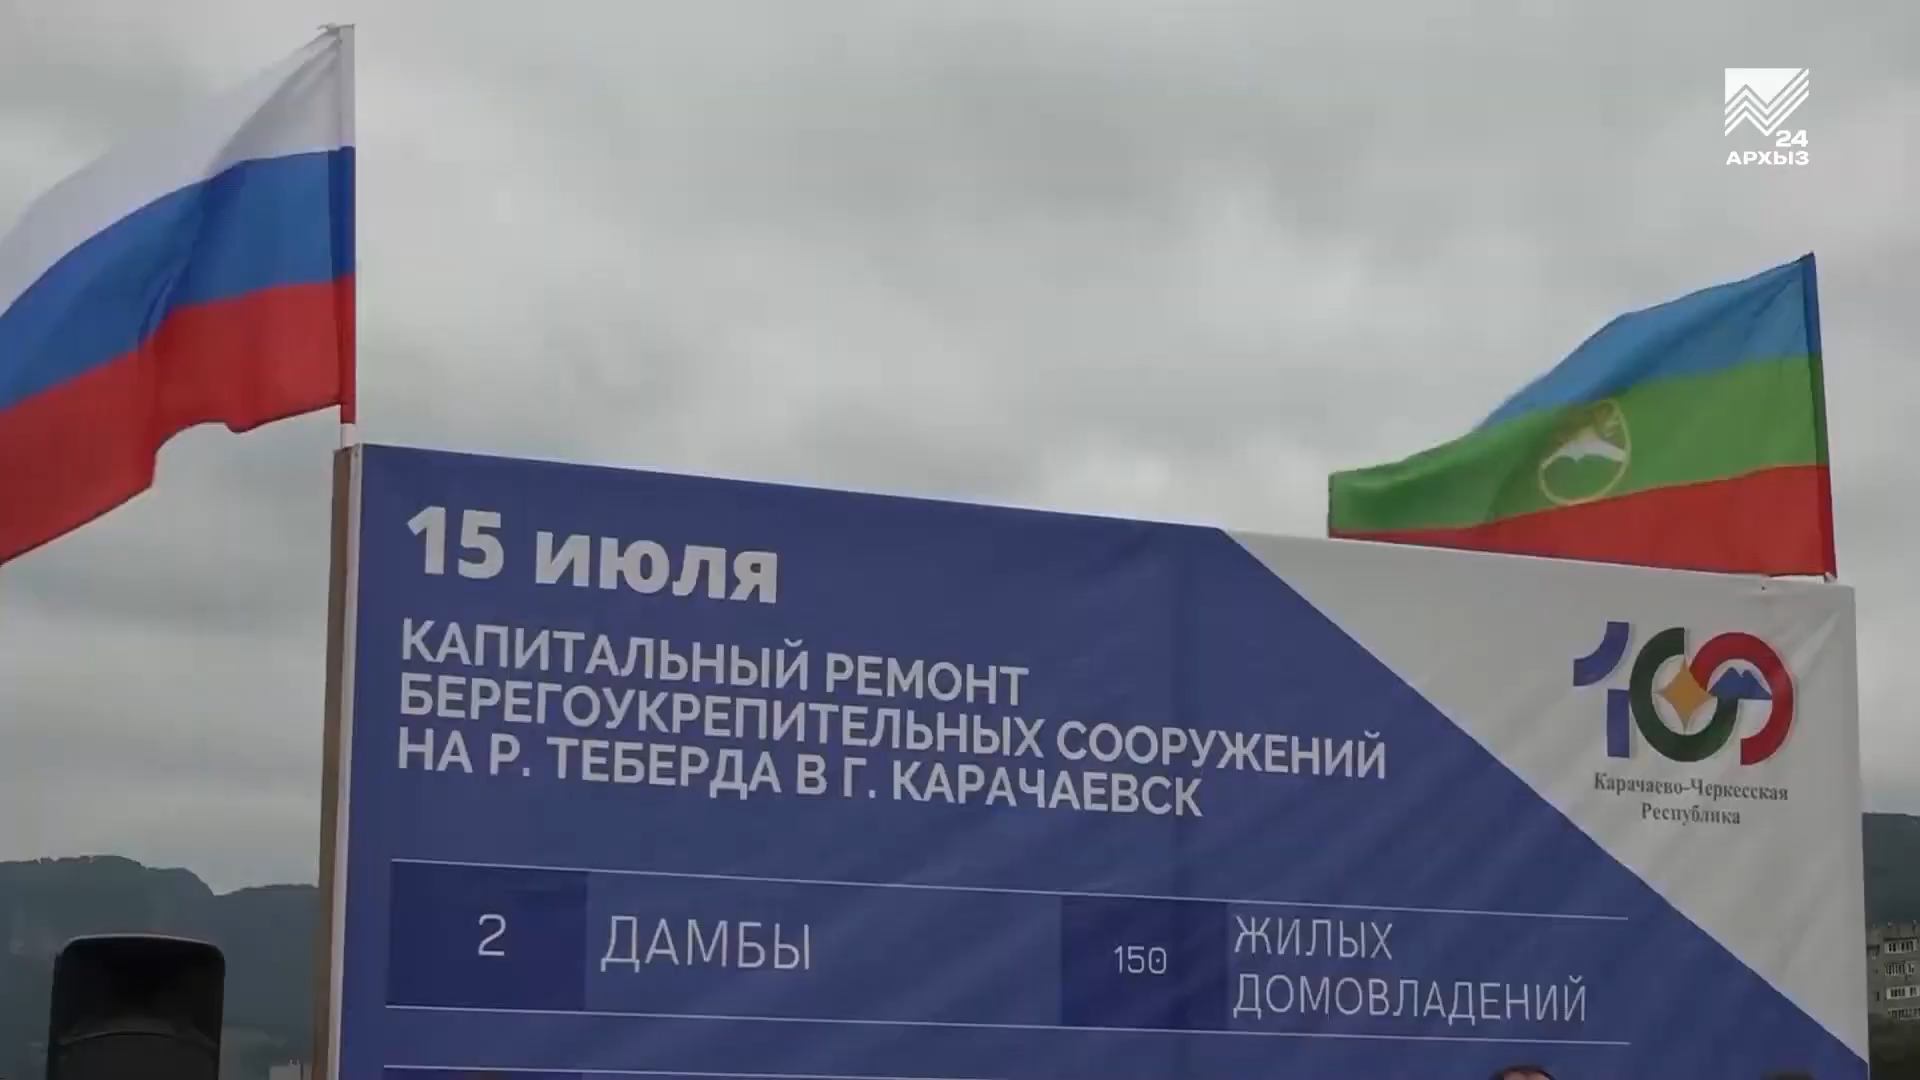 24
АРХЫЗ
15 июля
КАПИТАЛЬНЫЙ РЕМОНТ
БЕРЕГОУКРЕПИТЕЛЬНЫХ СООРУЖЕНИЙ
НА Р. ТЕБЕРДА В Г. КАРАЧАЕВСК
100
Карачаево-Черкесская
Республика
2 ДАМБЫ
150 ЖИЛЫХ
ДОМОВЛАДЕНИЙ